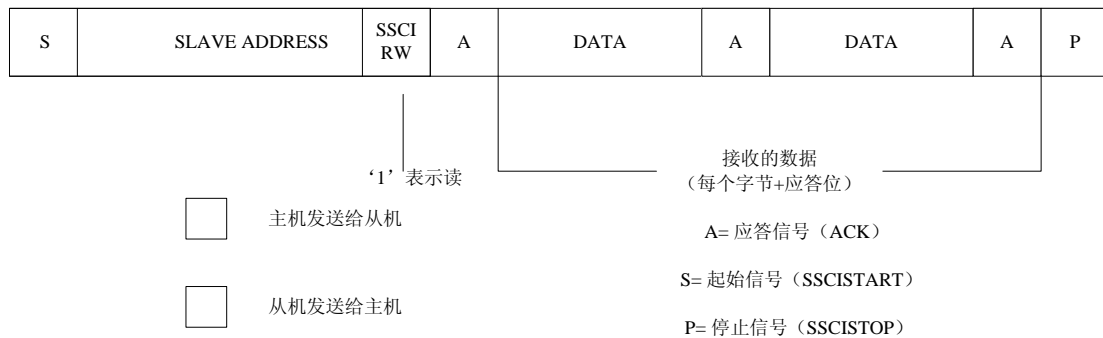 S SLAVE ADDRESS SSCI RW A DATA A DATA A P
‘1’表示读
接收的数据
（每个字节+应答位）
主机发送给从机
A= 应答信号（ACK）
S= 起始信号（SSCISTART）
从机发送给主机
P= 停止信号（SSCISTOP）